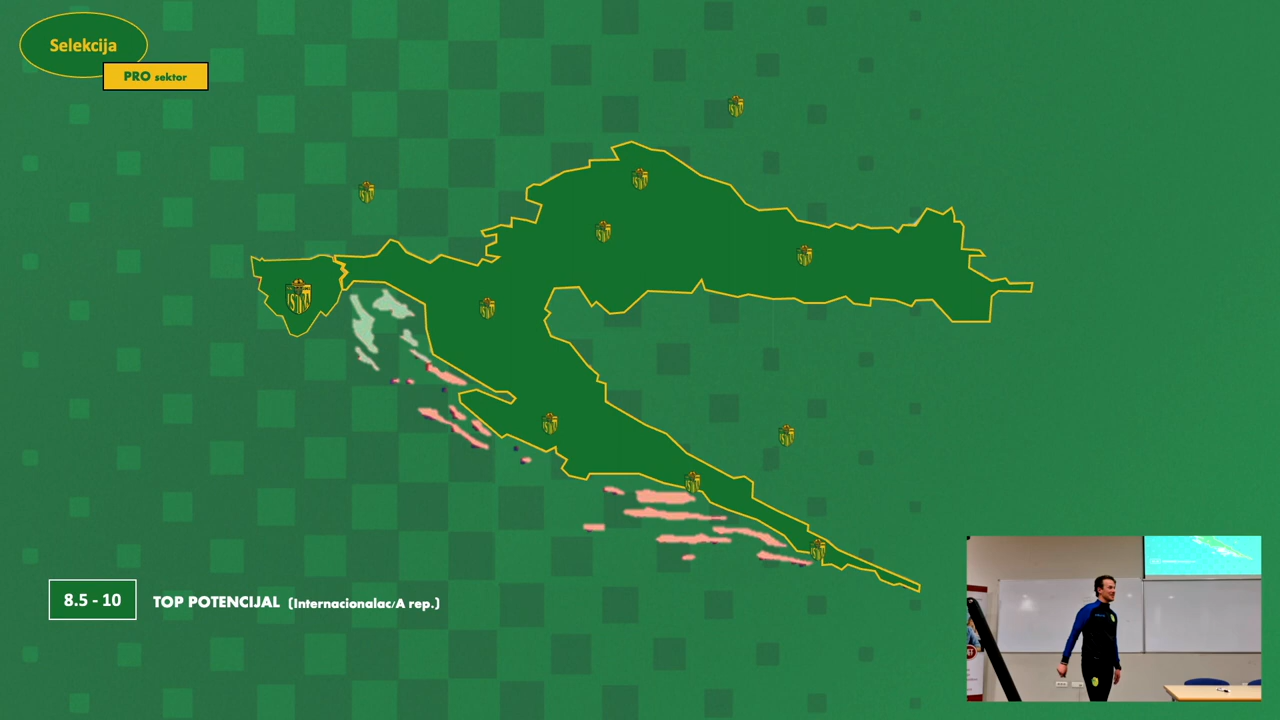 Selekcija
PRO sektor
8.5 - 10
TOP POTENCIJAL (Internacionalac/A rep.)